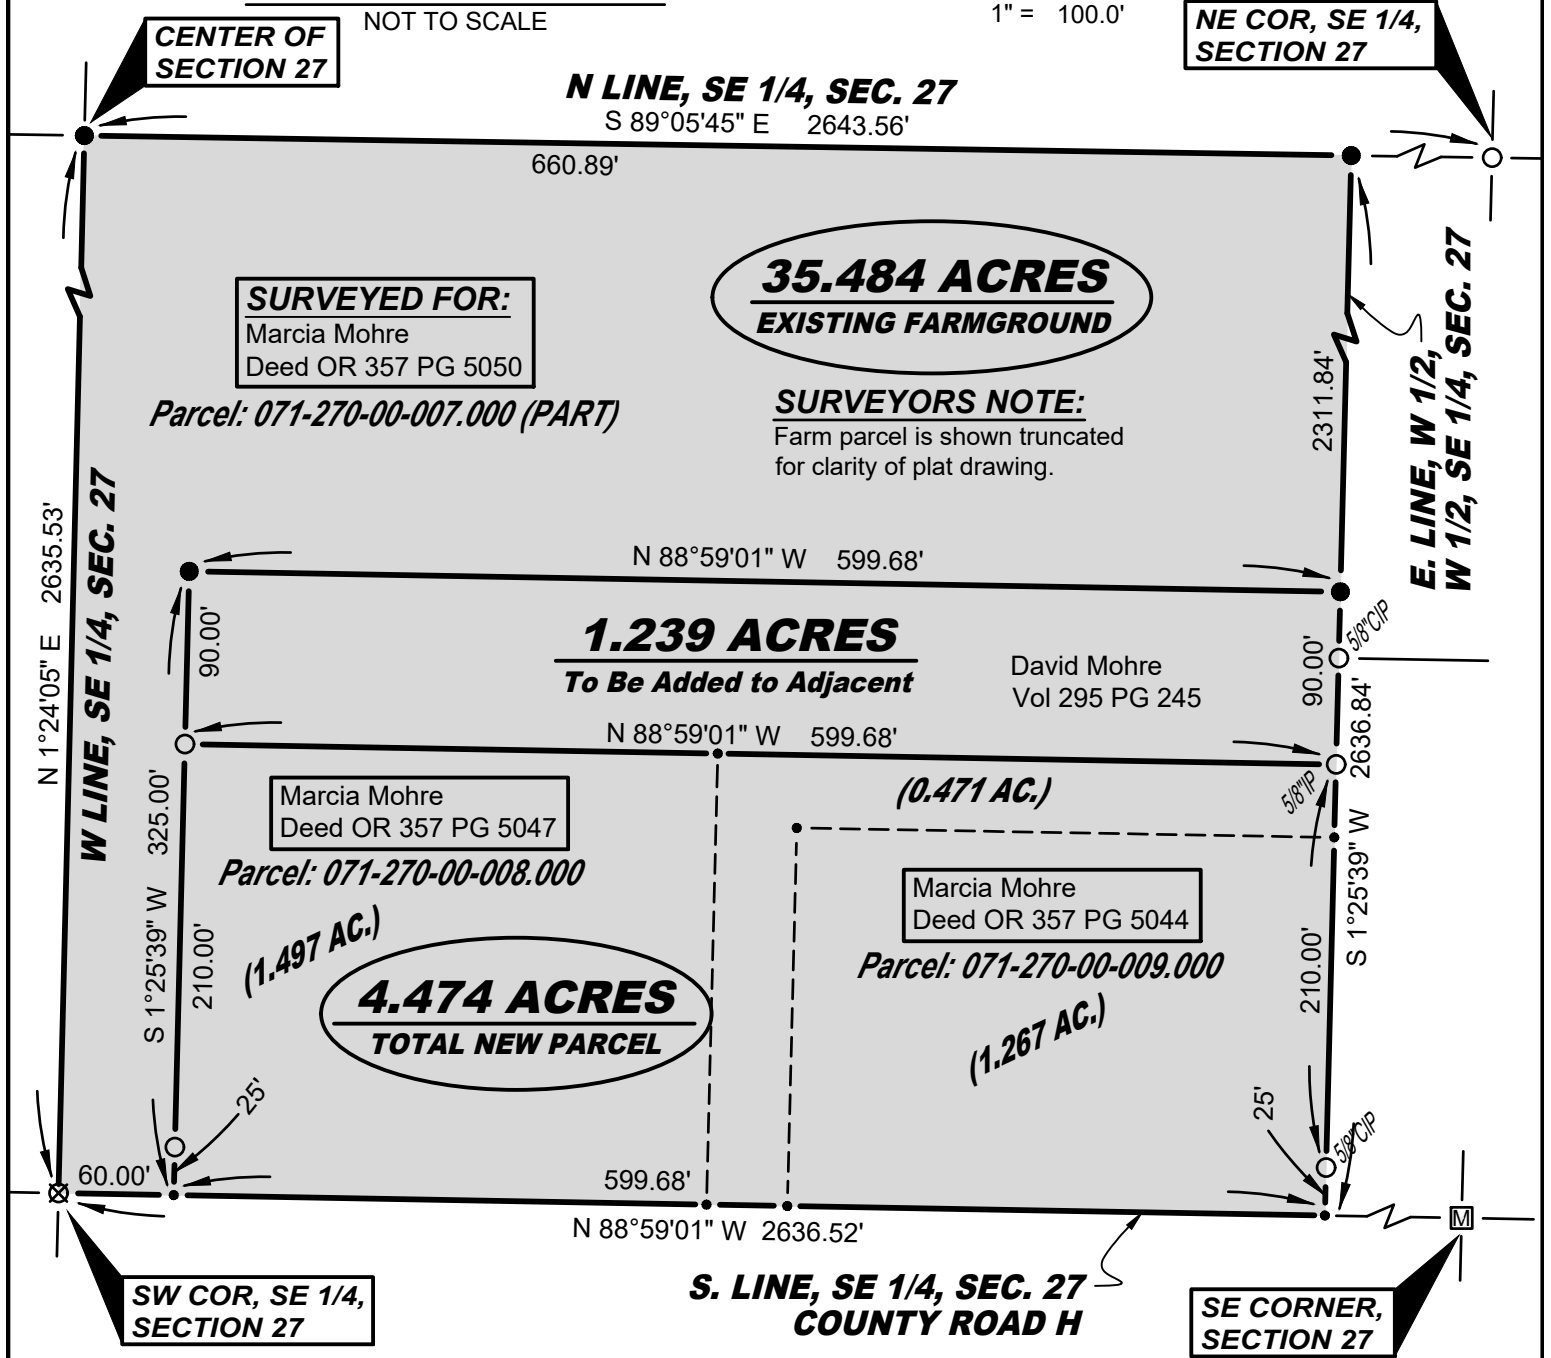 NOT TO SCALE
1" = 100.0'
CENTER OF
SECTION 27
NE COR, SE 1/4,
SECTION 27
N LINE, SE 1/4, SEC. 27
S 89°05'45" E 2643.56'
660.89'
35.484 ACRES
EXISTING FARMGROUND
SURVEYED FOR:
Marcia Mohre
Deed OR 357 PG 5050
Parcel: 071-270-00-007.000 (PART)
SURVEYORS NOTE:
Farm parcel is shown truncated
for clarity of plat drawing.
2311.84'
E. LINE, W 1/2,
W 1/2, SE 1/4, SEC. 27
N 1°24'05" E 2635.53'
W LINE, SE 1/4, SEC. 27
N 88°59'01" W 599.68'
90.00'
1.239 ACRES
To Be Added to Adjacent
David Mohre
Vol 295 PG 245
90.00'
5/8"CIP
N 88°59'01" W 599.68'
S 1°25'39" W 2636.84'
5/8"IP
(0.471 AC.)
Marcia Mohre
Deed OR 357 PG 5047
Parcel: 071-270-00-008.000
S 1°25'39" W 325.00'
210.00'
(1.497 AC.)
4.474 ACRES
TOTAL NEW PARCEL
Marcia Mohre
Deed OR 357 PG 5044
Parcel: 071-270-00-009.000
(1.267 AC.)
210.00'
25'
25'
5/8"CIP
60.00'
599.68'
N 88°59'01" W 2636.52'
M
S. LINE, SE 1/4, SEC. 27
COUNTY ROAD H
SW COR, SE 1/4,
SECTION 27
SE CORNER,
SECTION 27